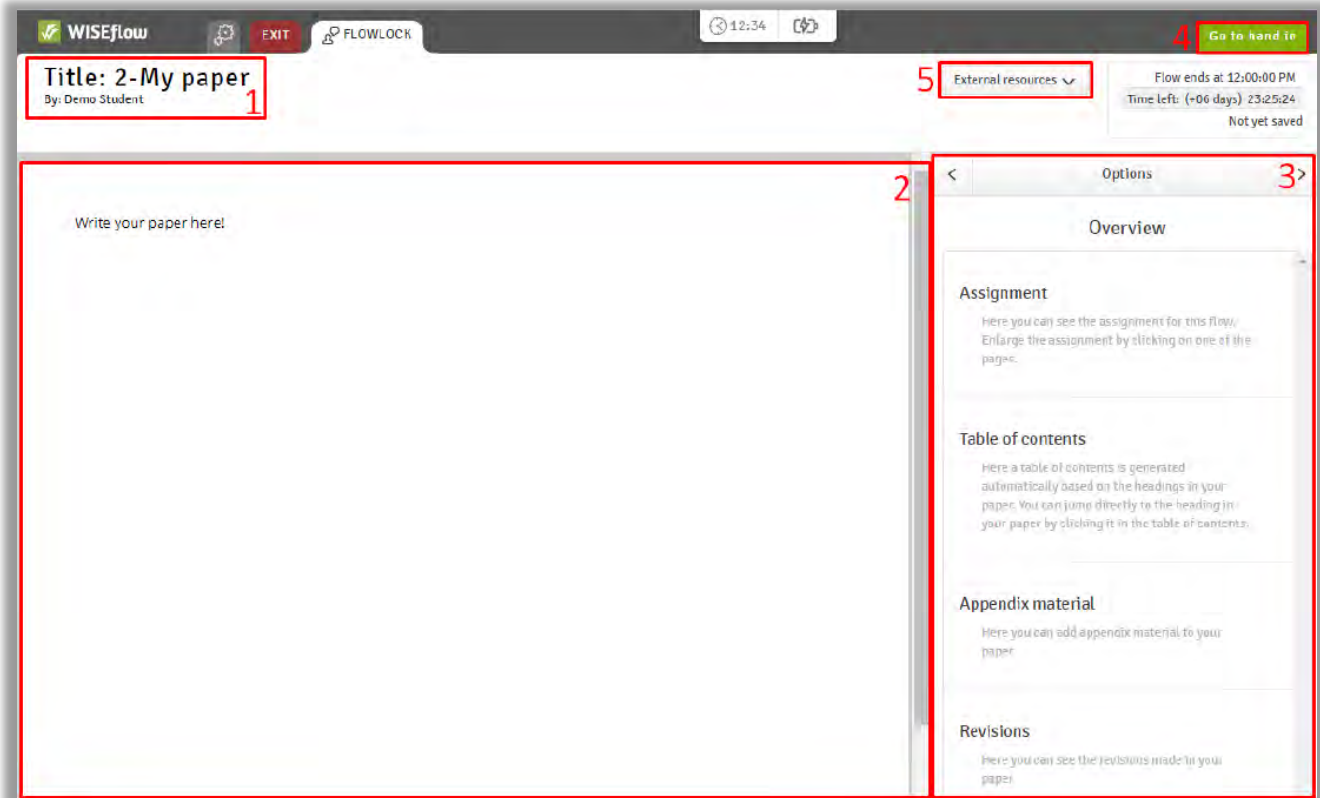 WISEflow
EXIT
FLOWLOCK
12:34
4
Go to hand in
Title: 2-My paper
By: Demo Student
1
5
External resources
Flow ends at 12:00:00 PM
Time left: (+06 days) 23:25:24
Not yet saved
2
Write your paper here!
<
Options
3
>
Overview
Assignment
Here you can see the assignment for this flow.
Enlarge the assignment by clicking on one of the
pages.
Table of contents
Here a table of contents is generated
automatically based on the headings in your
paper. You can jump directly to the heading in
your paper by clicking it in the table of contents.
Appendix material
Here you can add appendix material to your
paper
Revisions
Here you can see the revisions made in your
paper